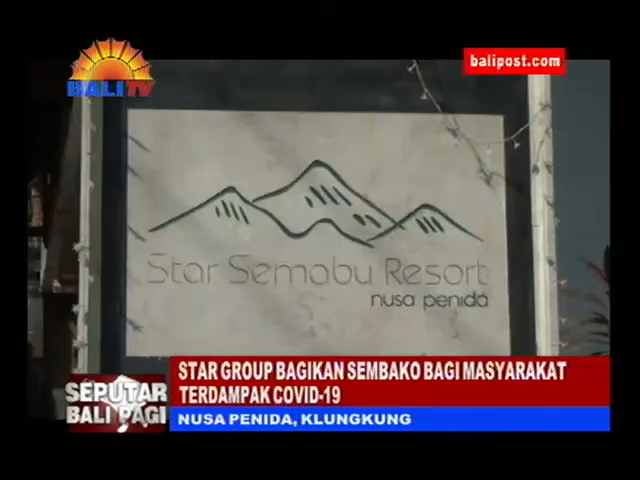 BALI TV
balipost.com
Star Semabu Resort
nusa penida
STAR GROUP BAGIKAN SEMBAKO BAGI MASYARAKAT
TERDAMPAK COVID-19
SEPUTAR
BALI PAGI
NUSA PENIDA, KLUNGKUNG